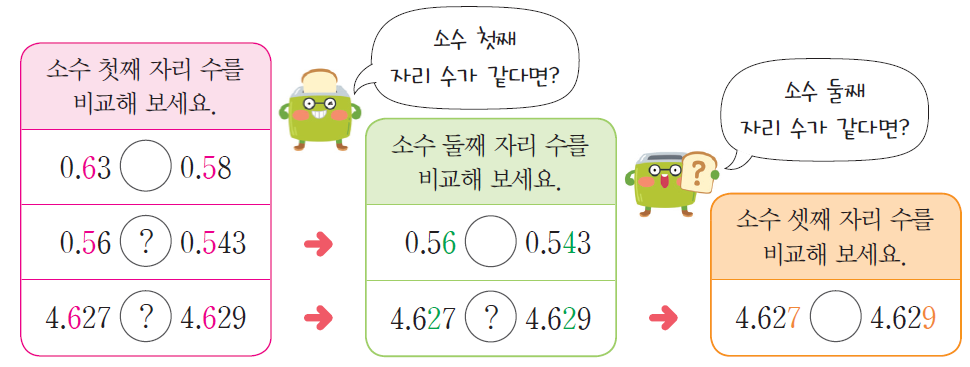 소수 첫째 자리 수를
비교해 보세요.
0.63 0.58
0.56 ? 0.543
4.627 ? 4.629
소수 첫째
자리 수가 같다면?
소수 둘째 자리 수를
비교해 보세요.
0.56 0.543
4.627 ? 4.629
소수 둘째
자리 수가 같다면?
?
소수 셋째 자리 수를
비교해 보세요.
4.627 4.629